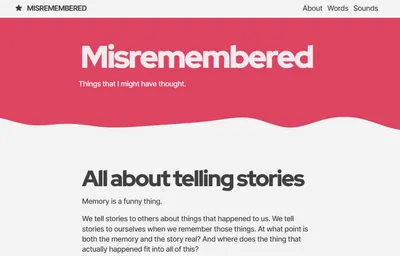 MISREMEMBERED
About Words Sounds
Misremembered
Things that I might have thought.
All about telling stories
Memory is a funny thing.
We tell stories to others about things that happened to us. We tell
stories to ourselves when we remember those things. At what point is
both the memory and the story real? And where does the thing that
actually happened fit into all of this?